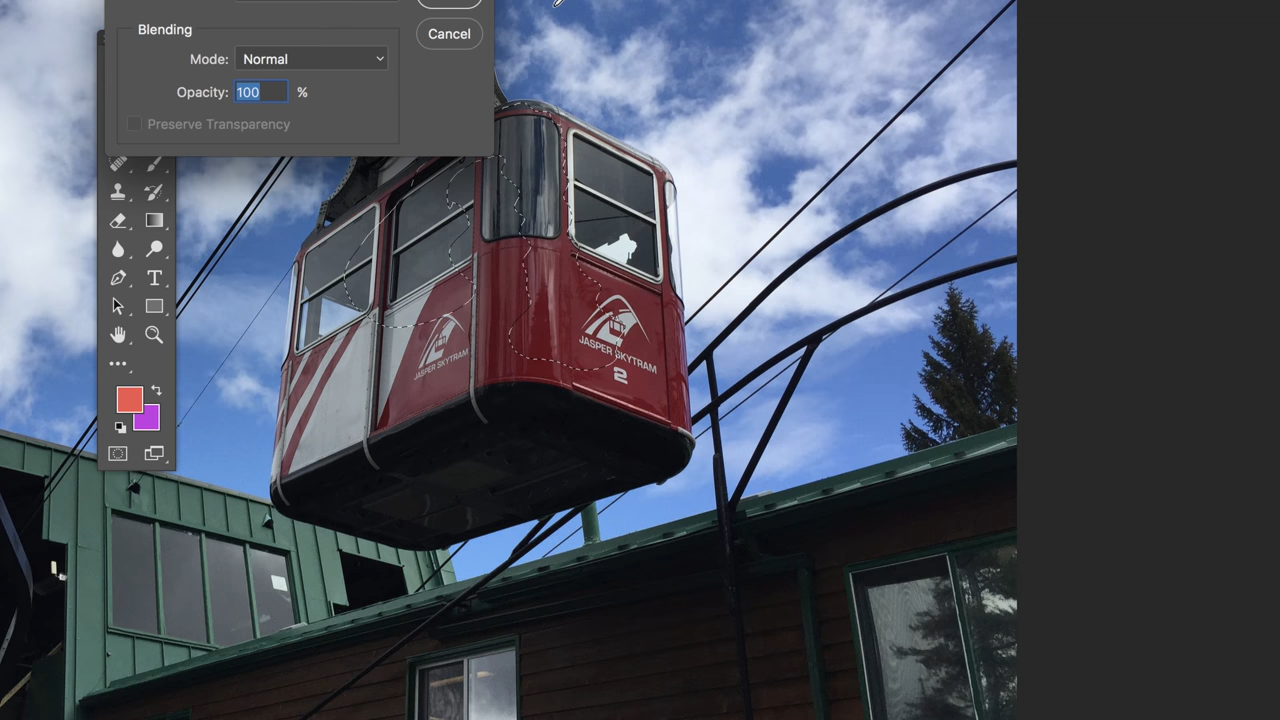 Blending
Cancel
Mode: Normal
Opacity: 100 %
Preserve Transparency
T
JASPER SKYTRAM
JASPER SKYTRAM
2